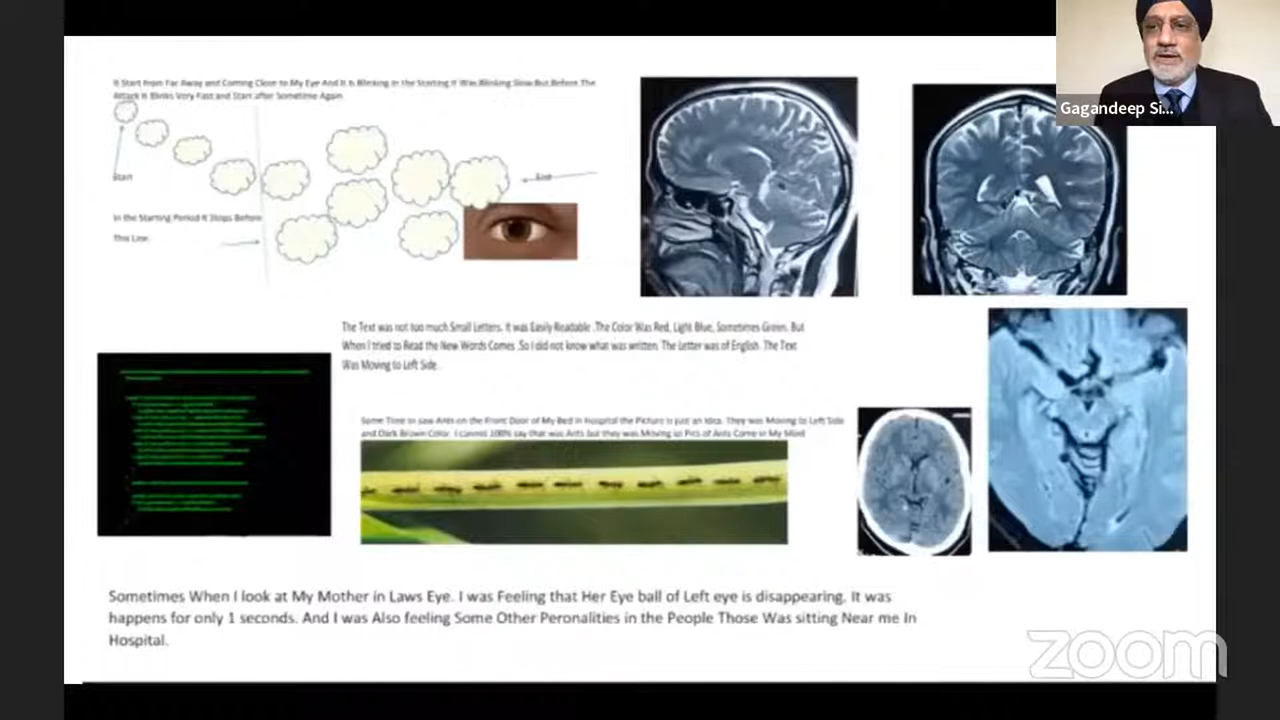 It Start from Far Away and Coming Close to My Eye And It Is Blinking In the Starting It Was Blinking Slow But Before The
Attack It Blinks Very Fast and Start after Sometime Again
Start
End
In the Starting Period It Stops Before
This Line.
The Text was not too much Small Letters. It was Easily Readable .The Color Was Red, Light Blue, Sometimes Green. But
When I tried to Read the New Words Comes .So I did not know what was written. The Letter was of English. The Text
Was Moving to Left Side .
Some Time in saw Ants on the Front Door of My Bed in Hospital the Picture is just an Idea. They was Moving to Left Side
and Dark Brown Color. I cannot 100% say that was Ants but they was Moving so Pics of Ants Come in My Mind
Sometimes When I look at My Mother in Laws Eye. I was Feeling that Her Eye ball of Left eye is disappearing. It was
happens for only 1 seconds. And I was Also feeling Some Other Peronalities in the People Those Was sitting Near me In
Hospital.
Gagandeep Si...
zoom